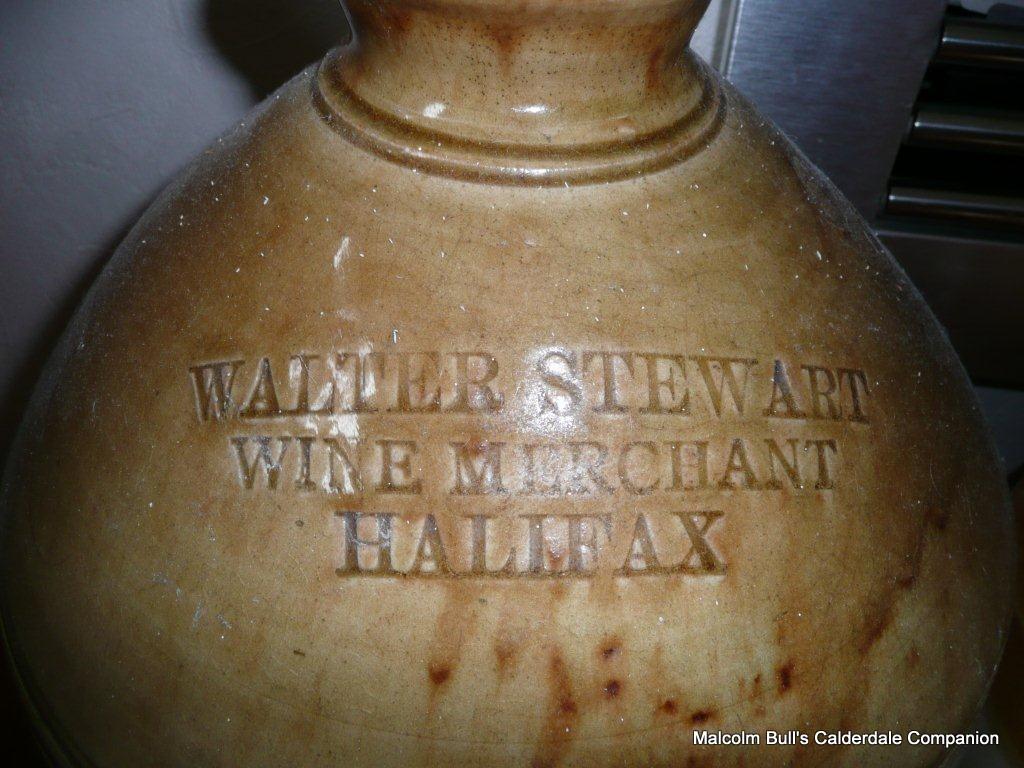 WALTER STEWART
WINE MERCHANT
HALIFAX
Malcolm Bull's Calderdale Companion